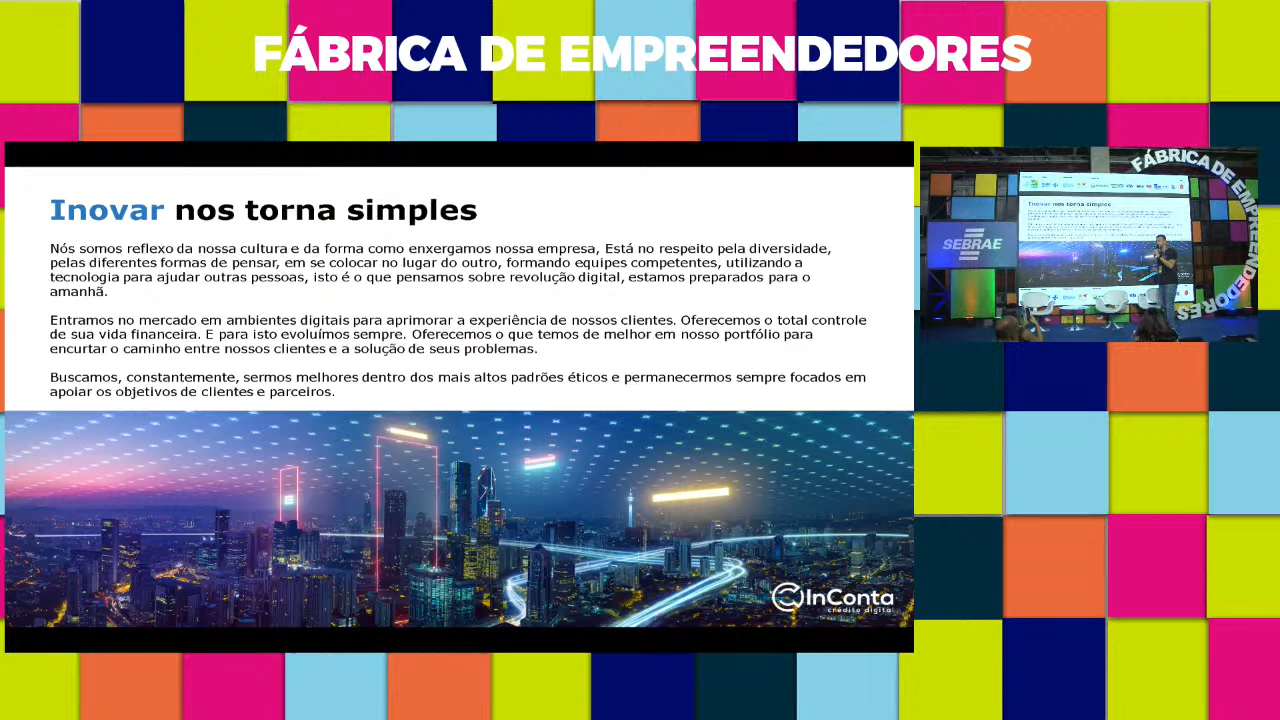 FÁBRICA DE EMPREENDEDORES
Inovar nos torna simples
Nós somos reflexo da nossa cultura e da forma como fundamentamos nossa empresa, Está no respeito pela diversidade,
pelas diferentes formas de pensar, em se colocar no lugar do outro, formando equipes competentes, utilizando a
tecnologia para ajudar outras pessoas, isto é o que pensamos sobre revolução digital, estamos preparados para o
amanhã.
Entramos no mercado em ambientes digitais para aprimorar a experiência de nossos clientes. Oferecemos o total controle
de sua vida financeira. E para isto evoluímos sempre. Oferecemos o que temos de melhor em nosso portfólio para
encurtar o caminho entre nossos clientes e a solução de seus problemas.
Buscamos, constantemente, sermos melhores dentro dos mais altos padrões éticos e permanecermos sempre focados em
apoiar os objetivos de clientes e parceiros.
InConta
crédito digital
FÁBRICA DE EMPREENDEDORES
Inovar nos torna simples
SEBRAE